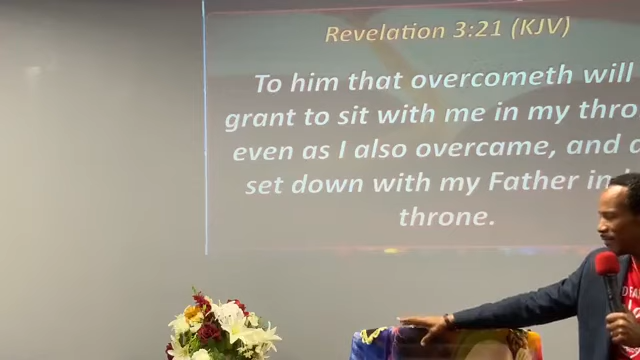 Revelation 3:21 (KJV)
To him that overcometh will
grant to sit with me in my thro
even as I also overcame, and a
set down with my Father in h
throne.